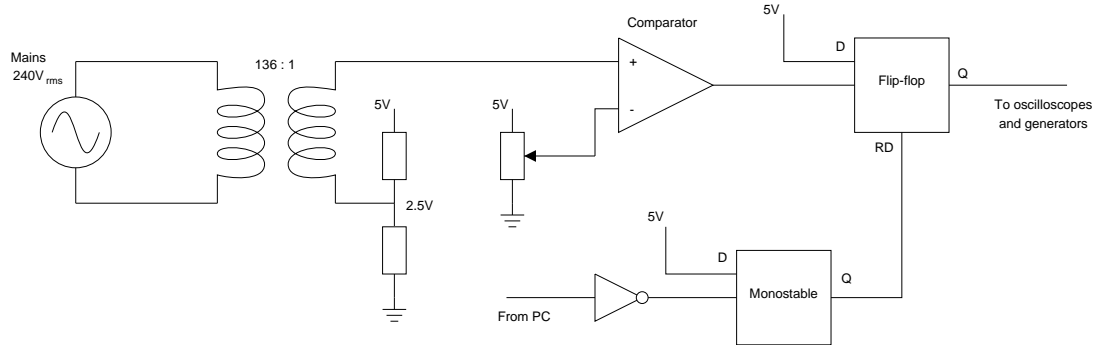 Mains
240V rms
136 : 1
5V
2.5V
5V
Comparator
+
-
5V
D
Flip-flop
Q
RD
To oscilloscopes
and generators
5V
D
Monostable
Q
From PC